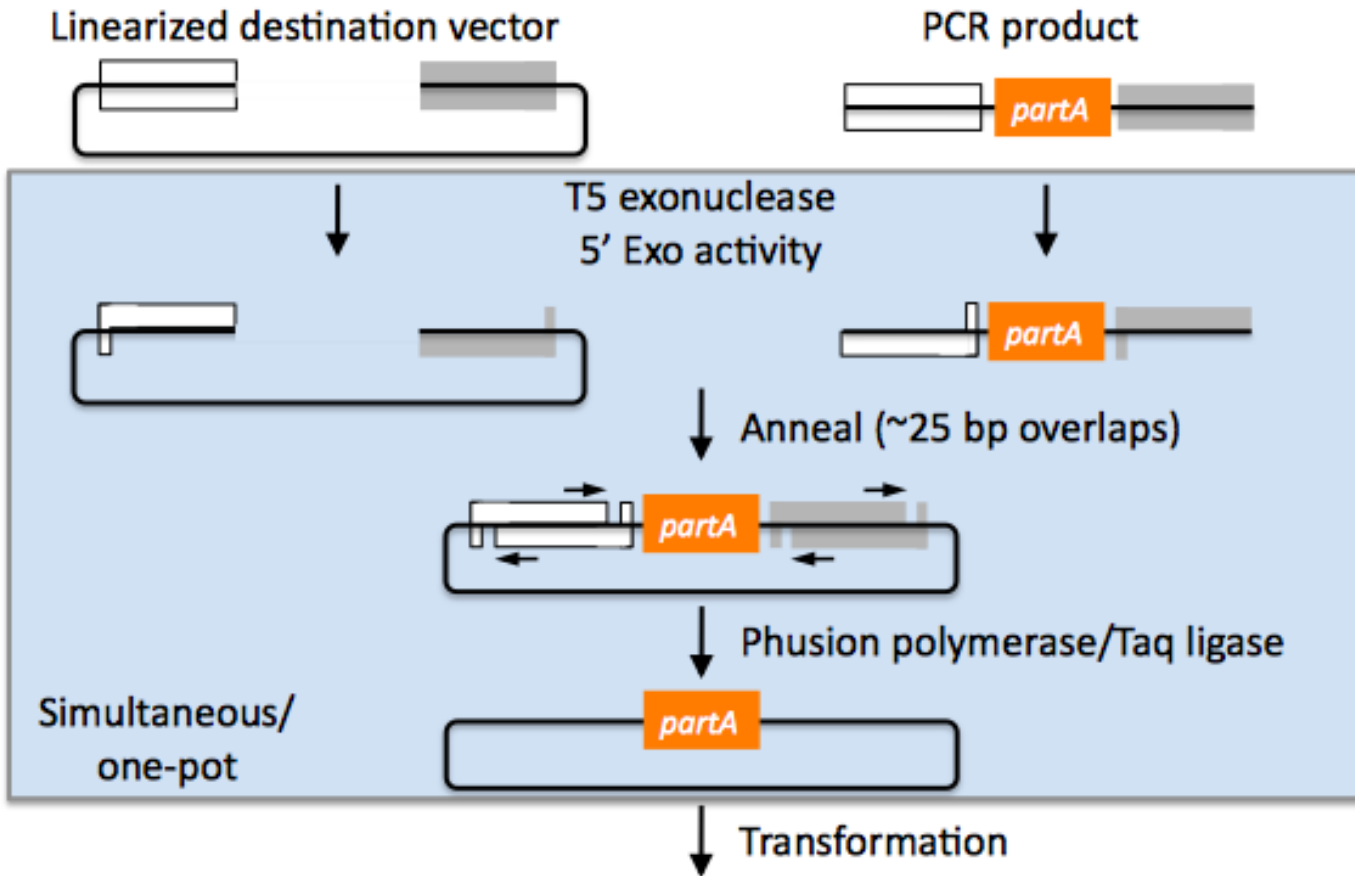 Linearized destination vector
PCR product
partA
T5 exonuclease
5’ Exo activity
partA
Anneal (~25 bp overlaps)
partA
Phusion polymerase/Taq ligase
partA
Simultaneous/
one-pot
Transformation